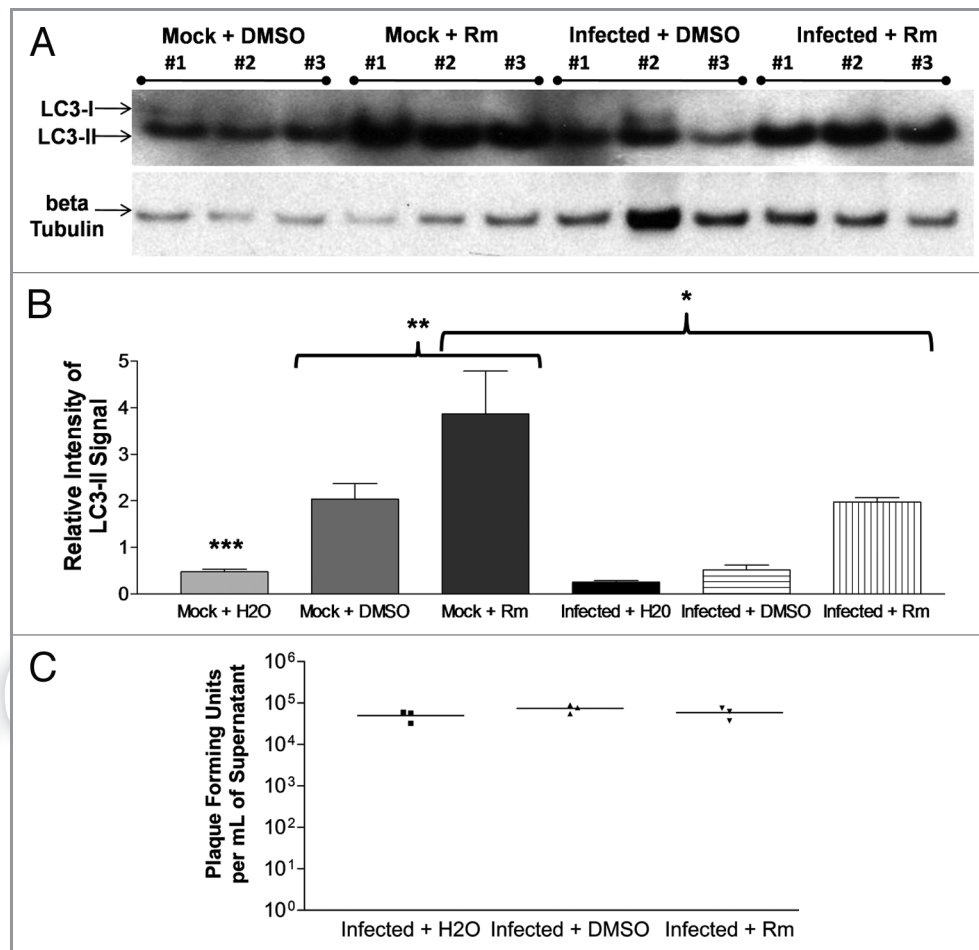 A
Mock + DMSO Mock + Rm Infected + DMSO Infected + Rm
#1 #2 #3 #1 #2 #3 #1 #2 #3 #1 #2 #3
LC3-I
LC3-II
beta
Tubulin
B
*
**
Relative Intensity of
LC3-II Signal
5
4
3
2
1
0
***
Mock + H2O Mock + DMSO Mock + Rm Infected + H20 Infected + DMSO Infected + Rm
C
Plaque Forming Units
per mL of Supernatant
10⁶
10⁵
10⁴
10³
10²
10¹
10⁰
Infected + H2O Infected + DMSO Infected + Rm